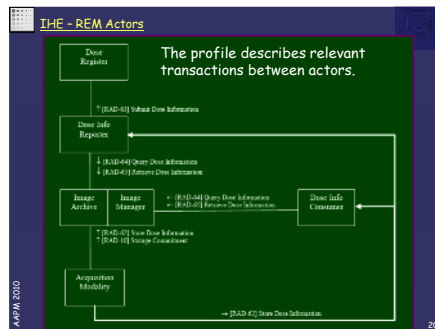 IHE – REM Actors
The profile describes relevant
transactions between actors.
Dose
Register
↑ [RAD-63] Submit Dose Information
Dose Info
Reporter
↓ [RAD-64] Query Dose Information
↓ [RAD-65] Retrieve Dose Information
Image
Archive
Image
Manager
← [RAD-64] Query Dose Information
← [RAD-65] Retrieve Dose Information
Dose Info
Consumer
↑ [RAD-62] Store Dose Information
↑ [RAD-10] Storage Commitment
Acquisition
Modality
→ [RAD-62] Store Dose Information
AAPM 2010